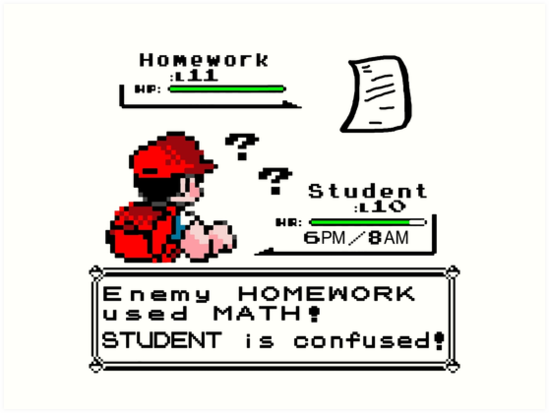 Homework
:L11
HP:
?
?
Student
:L10
HP:
6PM/8AM
Enemy HOMEWORK
used MATH!
STUDENT is confused!